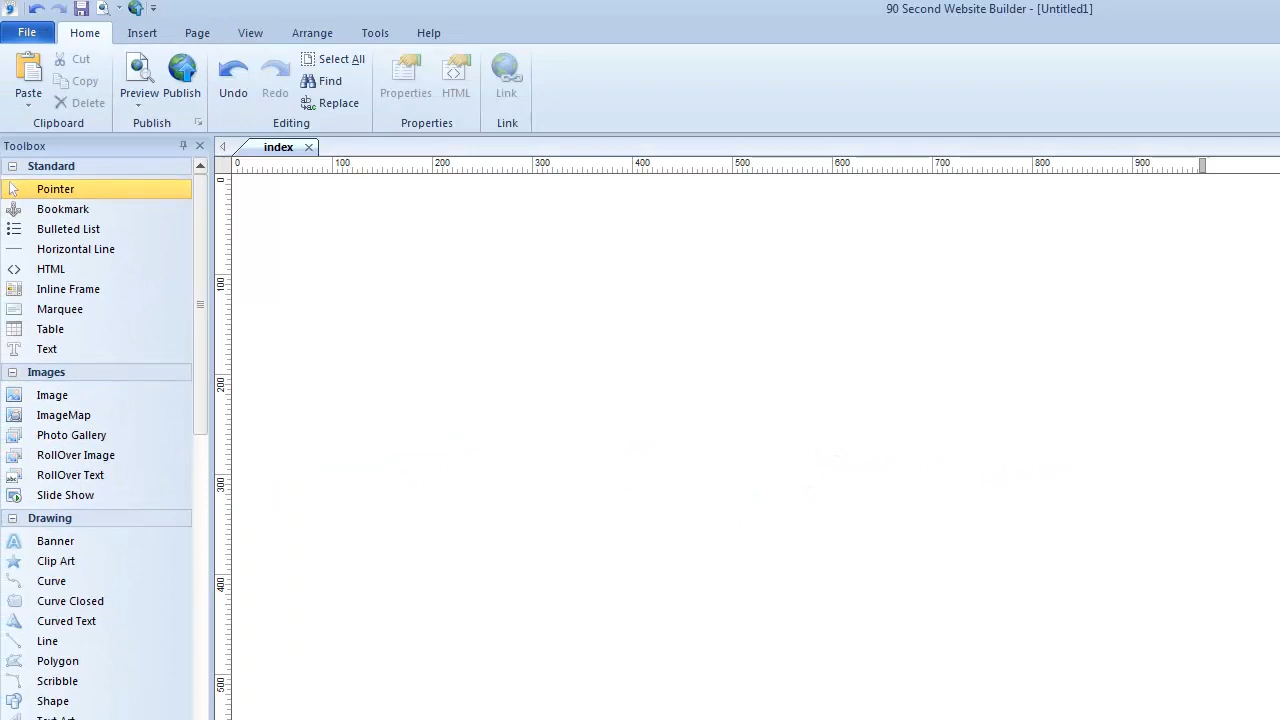 90 Second Website Builder - [Untitled1]
File Home Insert Page View Arrange Tools Help
Paste Cut Copy Delete Preview Publish Undo Redo Select All Find Replace Properties HTML Link
Clipboard Publish Editing Properties Link
Toolbox
index
0 100 200 300 400 500 600 700 800 900
0
100
200
300
400
500
Standard
Pointer
Bookmark
Bulleted List
Horizontal Line
HTML
Inline Frame
Marquee
Table
Text
Images
Image
ImageMap
Photo Gallery
RollOver Image
RollOver Text
Slide Show
Drawing
Banner
Clip Art
Curve
Curve Closed
Curved Text
Line
Polygon
Scribble
Shape
Text Art